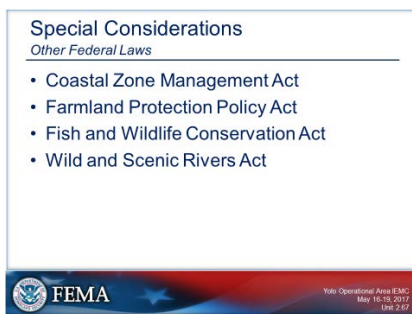 Special Considerations
Other Federal Laws
• Coastal Zone Management Act
• Farmland Protection Policy Act
• Fish and Wildlife Conservation Act
• Wild and Scenic Rivers Act
FEMA
Yolo Operational Area IEMC
May 16-19, 2017
Unit 2.67